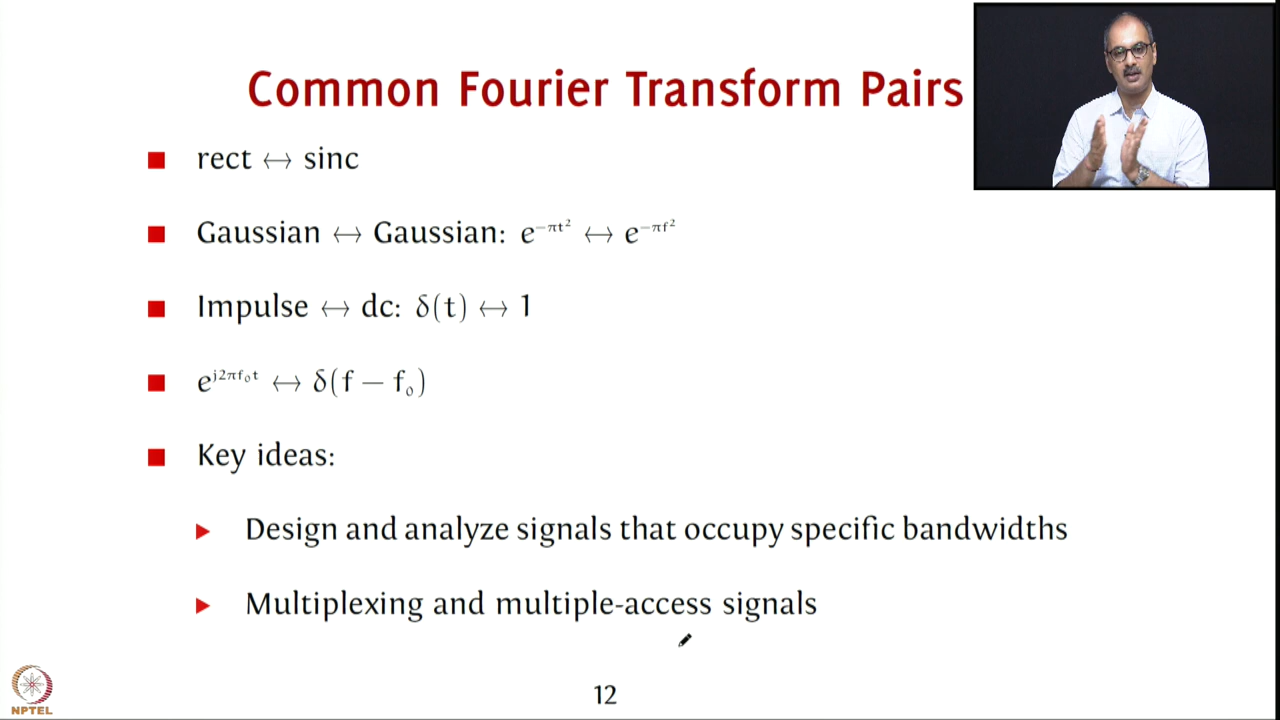 Common Fourier Transform Pairs
■ rect ↔ sinc
■ Gaussian ↔ Gaussian: e^{−πt²} ↔ e^{−πf²}
■ Impulse ↔ dc: δ(t) ↔ 1
■ e^{j2πf₀t} ↔ δ(f − f₀)
■ Key ideas:
▶ Design and analyze signals that occupy specific bandwidths
▶ Multiplexing and multiple-access signals
NPTEL
12